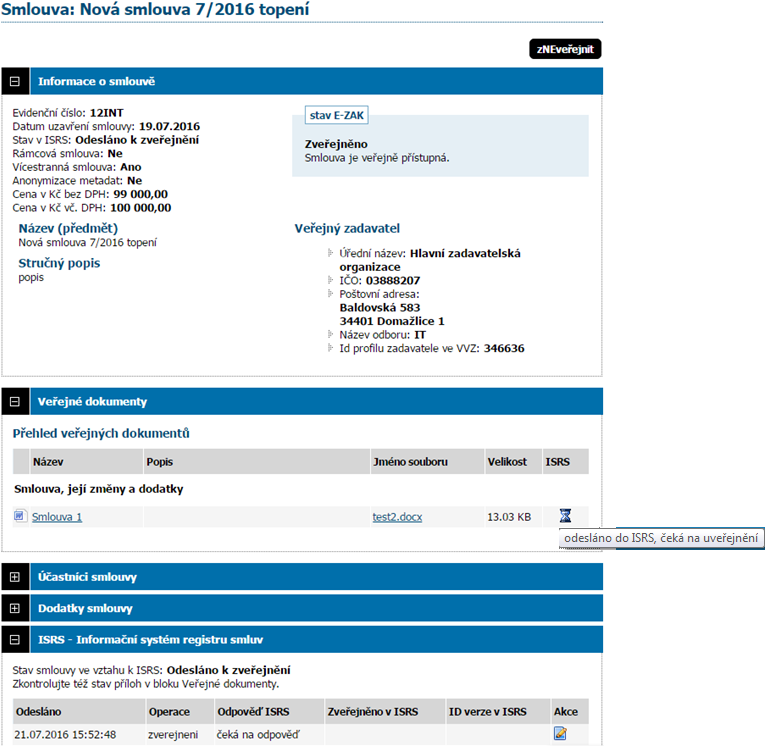 Smlouva: Nová smlouva 7/2016 topení
zNEveřejnit
Informace o smlouvě
Evidenční číslo: 12INT
Datum uzavření smlouvy: 19.07.2016
Stav v ISRS: Odesláno k zveřejnění
Rámcová smlouva: Ne
Vícestranná smlouva: Ano
Anonymizace metadat: Ne
Cena v Kč bez DPH: 99 000,00
Cena v Kč vč. DPH: 100 000,00
stav E-ZAK
Zveřejněno
Smlouva je veřejně přístupná.
Název (předmět)
Nová smlouva 7/2016 topení
Stručný popis
popis
Veřejný zadavatel
Úřední název: Hlavní zadavatelská
organizace
IČO: 03888207
Poštovní adresa:
Baldovská 583
34401 Domažlice 1
Název odboru: IT
Id profilu zadavatele ve VVZ: 346636
Veřejné dokumenty
Přehled veřejných dokumentů
Název Popis Jméno souboru Velikost ISRS
Smlouva, její změny a dodatky
Smlouva 1 test2.docx 13.03 KB
odesláno do ISRS, čeká na uveřejnění
Účastníci smlouvy
Dodatky smlouvy
ISRS - Informační systém registru smluv
Stav smlouvy ve vztahu k ISRS: Odesláno k zveřejnění
Zkontrolujte též stav příloh v bloku Veřejné dokumenty.
Odesláno Operace Odpověď ISRS Zveřejněno v ISRS ID verze v ISRS Akce
21.07.2016 15:52:48 zverejneni čeká na odpověď